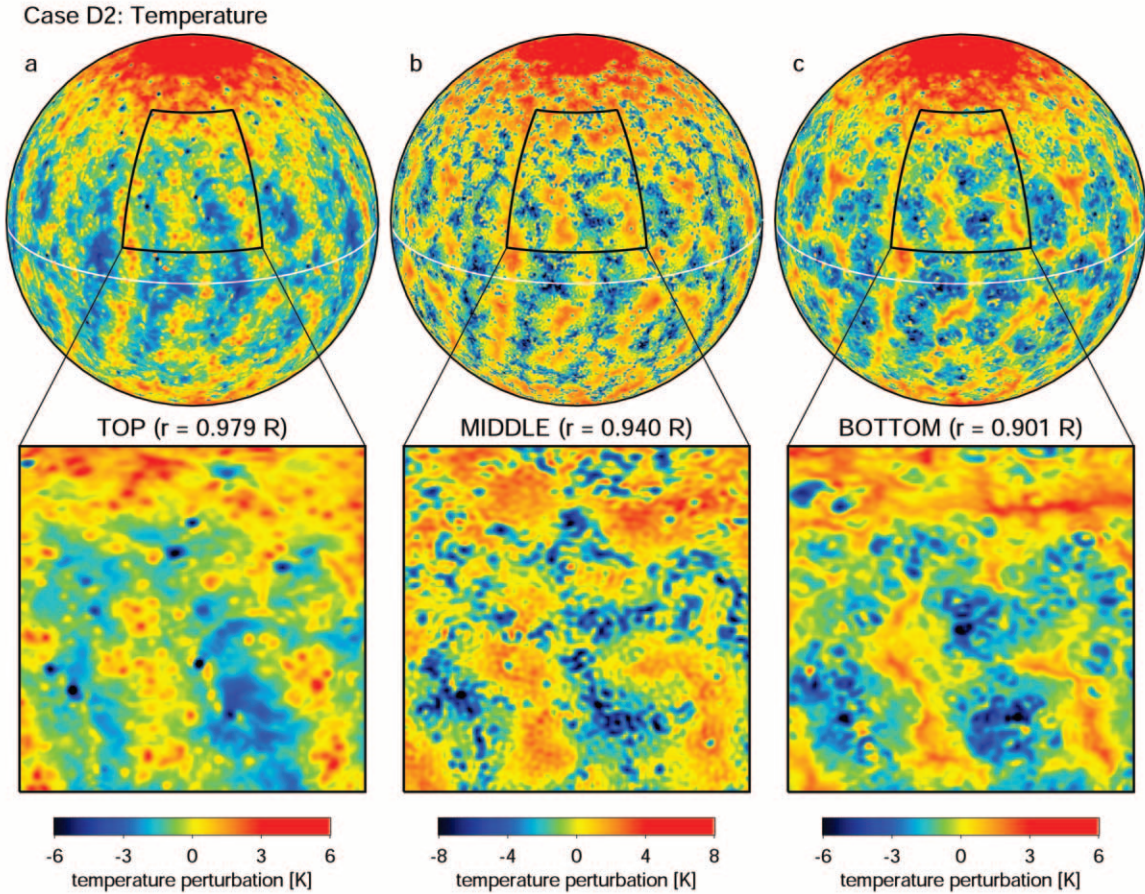 Case D2: Temperature
a
b
c
TOP (r = 0.979 R)
MIDDLE (r = 0.940 R)
BOTTOM (r = 0.901 R)
-6 -3 0 3 6
-8 -4 0 4 8
-6 -3 0 3 6
temperature perturbation [K]
temperature perturbation [K]
temperature perturbation [K]